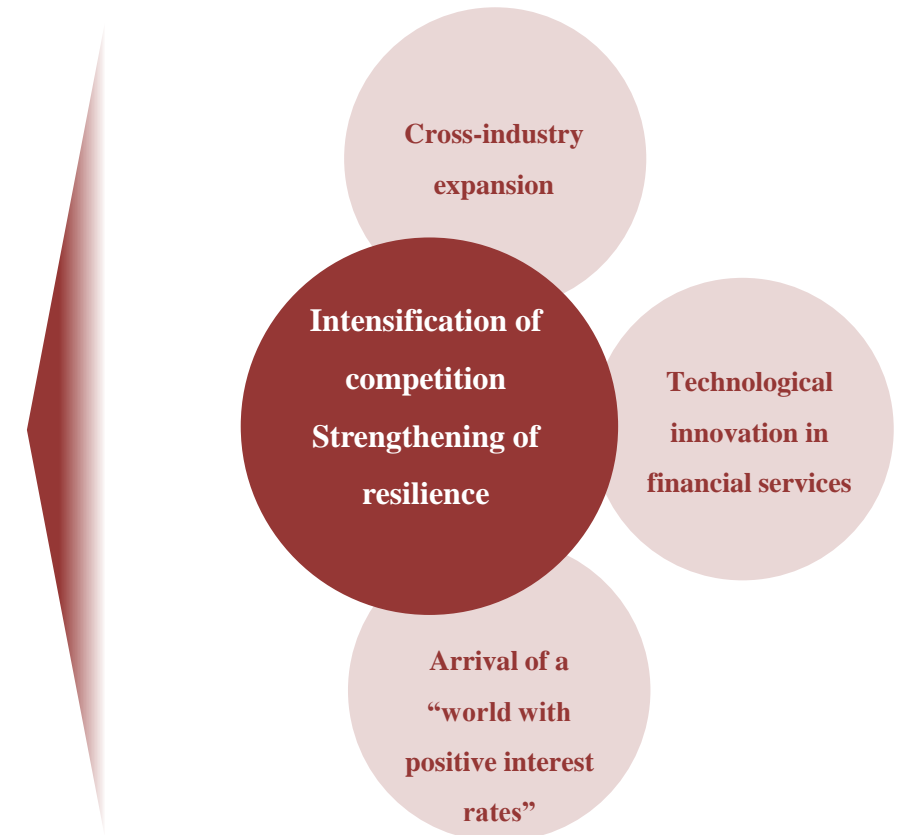 Cross-industry
expansion
Intensification of
competition
Strengthening of
resilience
Technological
innovation in
financial services
Arrival of a
“world with
positive interest
rates”